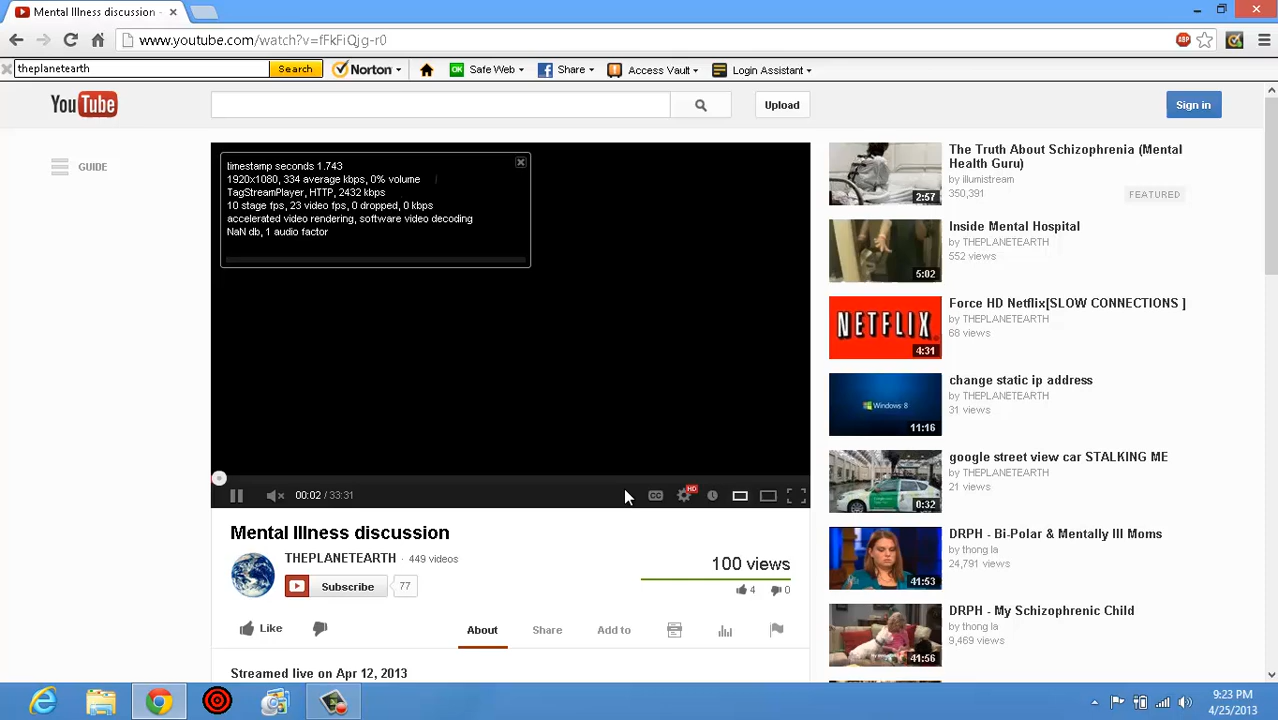 Mental Illness discussion -
www.youtube.com/watch?v=fFkFiQjg-r0
ABP
theplanetearth
Search
Norton
OK Safe Web
Share
Access Vault
Login Assistant
YouTube
Upload
Sign in
GUIDE
timestamp seconds 1.743
1920x1080, 334 average kbps, 0% volume
TagStreamPlayer, HTTP, 2432 kbps
10 stage fps, 23 video fps, 0 dropped, 0 kbps
accelerated video rendering, software video decoding
NaN db, 1 audio factor
00:02 / 33:31
CC
HD
Mental Illness discussion
THEPLANETEARTH · 449 videos
Subscribe 77
100 views
4 0
Like
About
Share
Add to
Streamed live on Apr 12, 2013
The Truth About Schizophrenia (Mental
Health Guru)
by illumistream
350,391
FEATURED
2:57
Inside Mental Hospital
by THEPLANETEARTH
552 views
5:02
Force HD Netflix[SLOW CONNECTIONS ]
by THEPLANETEARTH
68 views
NETFLIX
4:31
change static ip address
by THEPLANETEARTH
31 views
Windows 8
11:16
google street view car STALKING ME
by THEPLANETEARTH
21 views
0:32
DRPH - Bi-Polar & Mentally Ill Moms
by thong la
24,791 views
41:53
DRPH - My Schizophrenic Child
by thong la
9,469 views
41:56
9:23 PM
4/25/2013